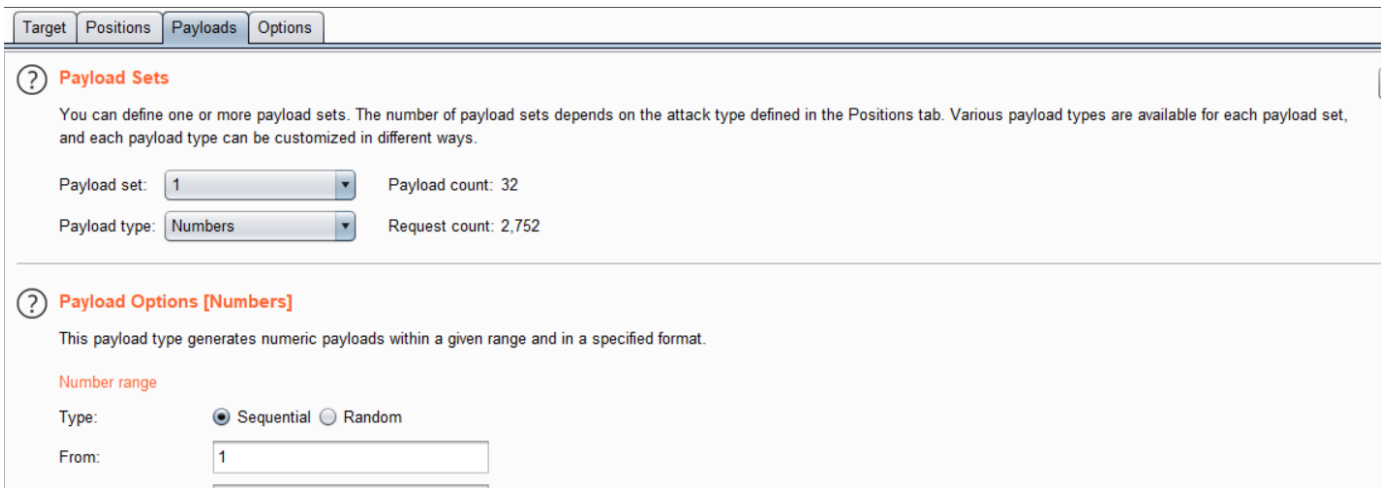 Target Positions Payloads Options
? Payload Sets
You can define one or more payload sets. The number of payload sets depends on the attack type defined in the Positions tab. Various payload types are available for each payload set,
and each payload type can be customized in different ways.
Payload set: 1 Payload count: 32
Payload type: Numbers Request count: 2,752
? Payload Options [Numbers]
This payload type generates numeric payloads within a given range and in a specified format.
Number range
Type: Sequential Random
From: 1